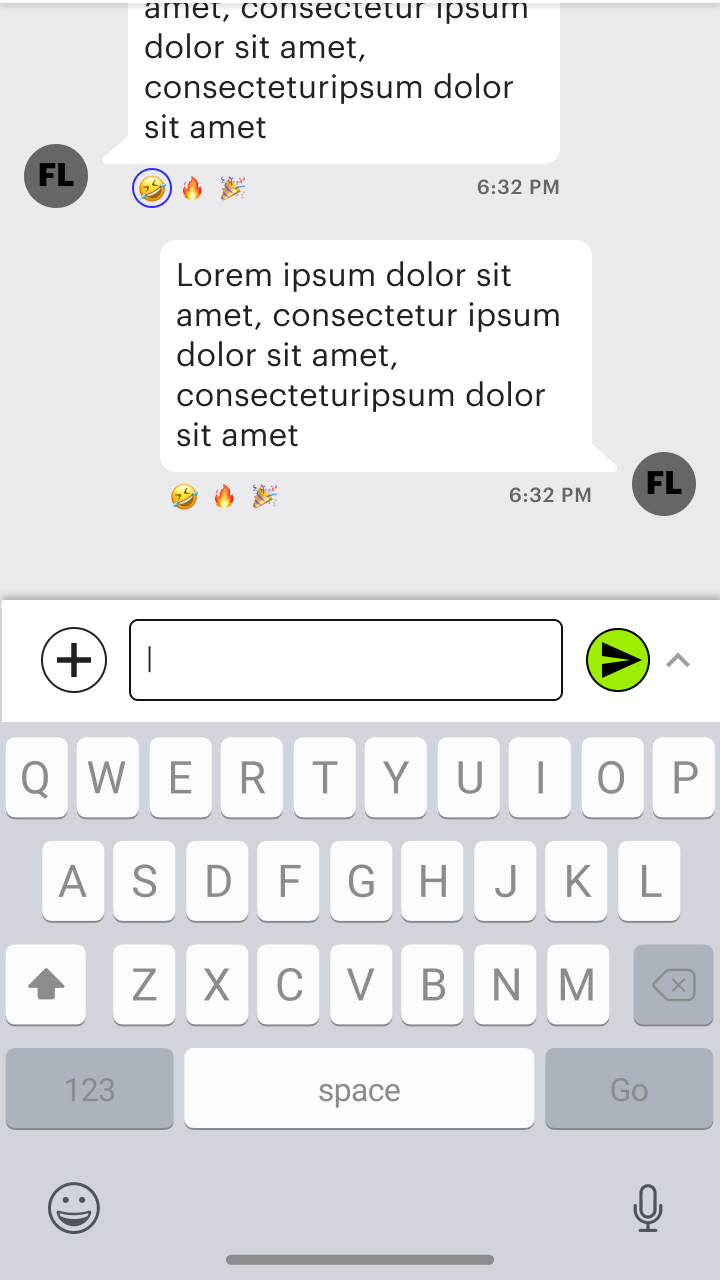 amet, consectetur ipsum
dolor sit amet,
consecteturipsum dolor
sit amet
FL
🤣 🔥 🎉 6:32 PM
Lorem ipsum dolor sit
amet, consectetur ipsum
dolor sit amet,
consecteturipsum dolor
sit amet
🤣 🔥 🎉 6:32 PM
FL
Q W E R T Y U I O P
A S D F G H J K L
Z X C V B N M
123 space Go